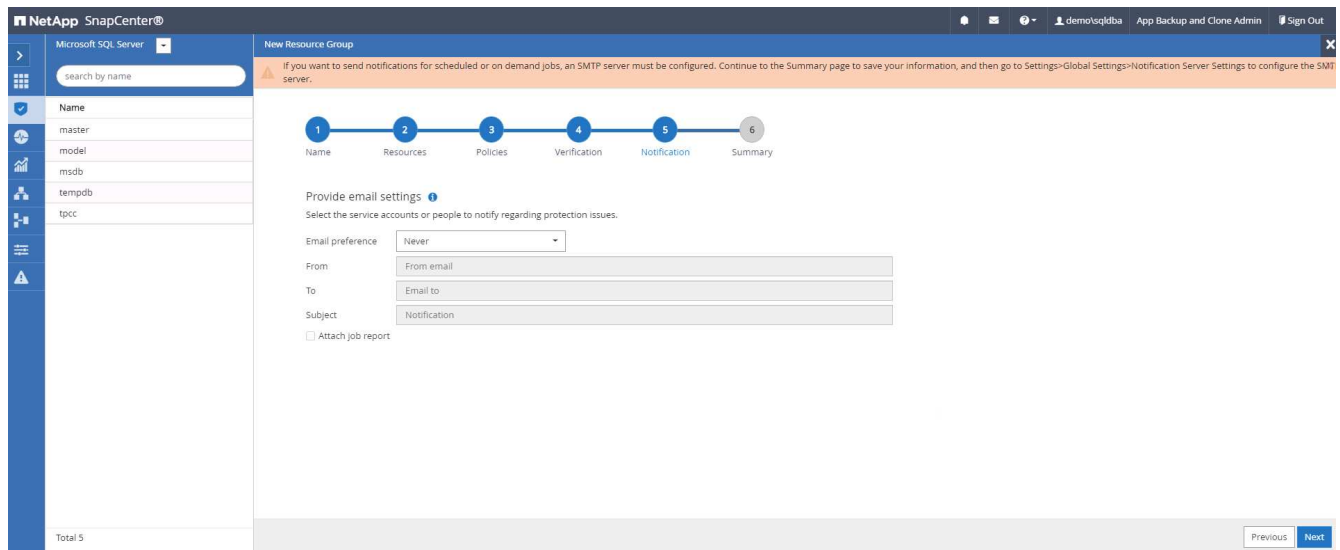 NetApp SnapCenter®
demo\sqldba App Backup and Clone Admin Sign Out
Microsoft SQL Server
search by name
Name
master
model
msdb
tempdb
tpcc
Total 5
New Resource Group
If you want to send notifications for scheduled or on demand jobs, an SMTP server must be configured. Continue to the Summary page to save your information, and then go to Settings>Global Settings>Notification Server Settings to configure the
server.
1 2 3 4 5 6
Name Resources Policies Verification Notification Summary
Provide email settings
Select the service accounts or people to notify regarding protection issues.
Email preference Never
From From email
To Email to
Subject Notification
Attach job report
Previous Next